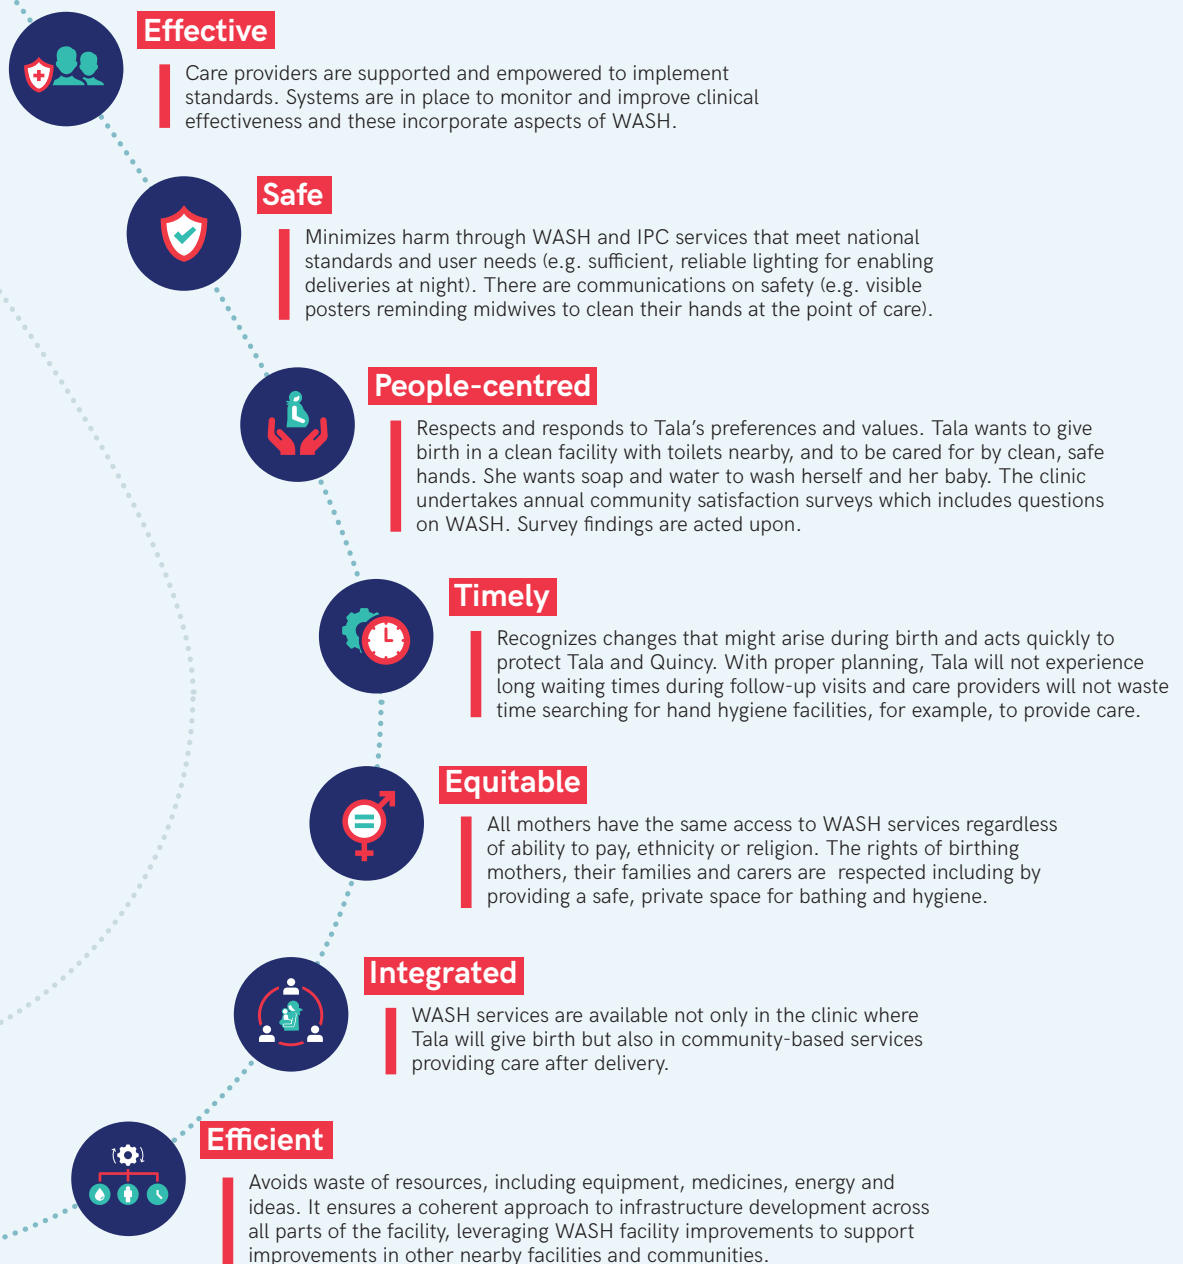 Effective
Care providers are supported and empowered to implement
standards. Systems are in place to monitor and improve clinical
effectiveness and these incorporate aspects of WASH.
Safe
Minimizes harm through WASH and IPC services that meet national
standards and user needs (e.g. sufficient, reliable lighting for enabling
deliveries at night). There are communications on safety (e.g. visible
posters reminding midwives to clean their hands at the point of care).
People-centred
Respects and responds to Tala’s preferences and values. Tala wants to give
birth in a clean facility with toilets nearby, and to be cared for by clean, safe
hands. She wants soap and water to wash herself and her baby. The clinic
undertakes annual community satisfaction surveys which includes questions
on WASH. Survey findings are acted upon.
Timely
Recognizes changes that might arise during birth and acts quickly to
protect Tala and Quincy. With proper planning, Tala will not experience
long waiting times during follow-up visits and care providers will not waste
time searching for hand hygiene facilities, for example, to provide care.
Equitable
All mothers have the same access to WASH services regardless
of ability to pay, ethnicity or religion. The rights of birthing
mothers, their families and carers are  respected including by
providing a safe, private space for bathing and hygiene.
Integrated
WASH services are available not only in the clinic where
Tala will give birth but also in community-based services
providing care after delivery.
Efficient
Avoids waste of resources, including equipment, medicines, energy and
ideas. It ensures a coherent approach to infrastructure development across
all parts of the facility, leveraging WASH facility improvements to support
improvements in other nearby facilities and communities.